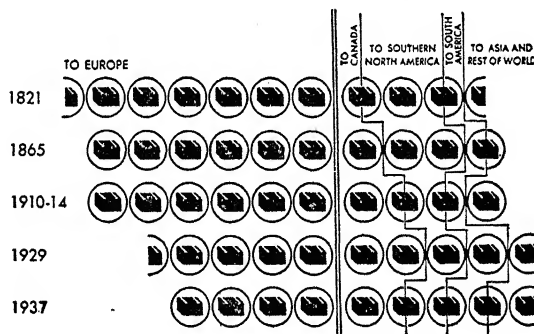 TO EUROPE
TO CANADA
TO SOUTHERN
NORTH AMERICA
TO SOUTH
AMERICA
TO ASIA AND
REST OF WORLD
1821
1865
1910-14
1929
1937